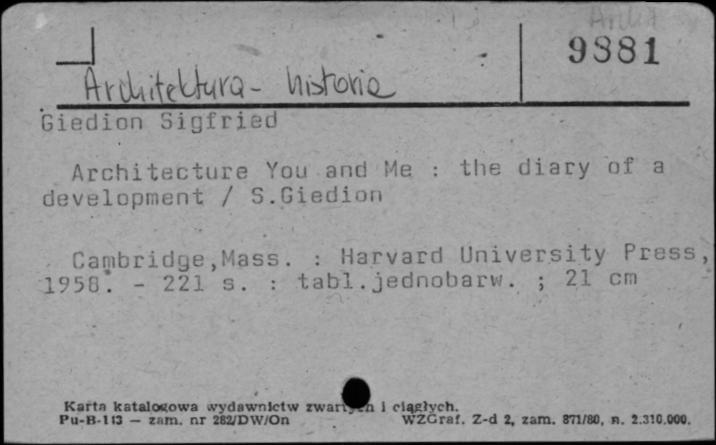 Archit
9881
Architektura - historia
Giedion Sigfried
Architecture You and Me : the diary of a
development / S.Giedion
Cambridge,Mass. : Harvard University Press,
1958. - 221 s. : tabl.jednobarw. ; 21 cm
Karta katalogowa wydawnictw zwartych i ciągłych.
Pu-B-113 — zam. nr 282/DW/On WZGraf. Z-d 2, zam. 871/80, n. 2.310.000.